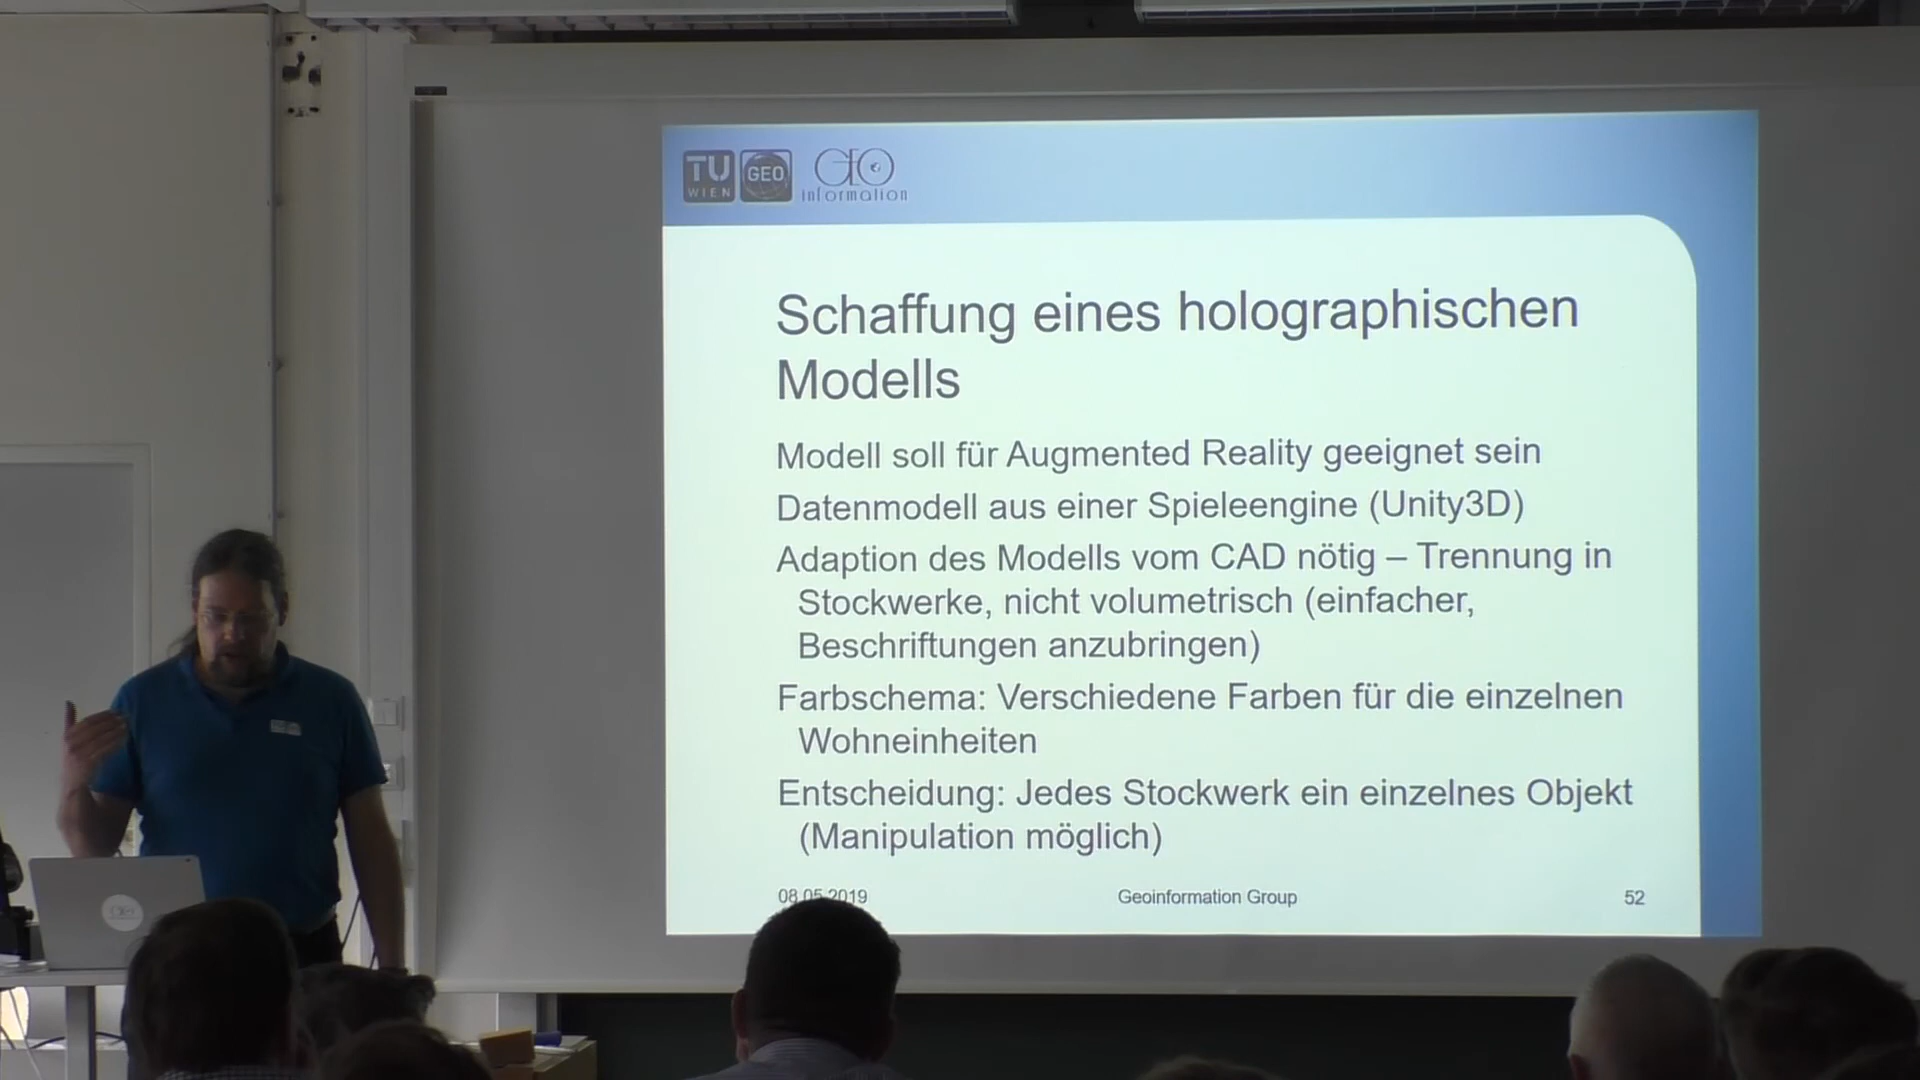 TU
WIEN
GEO
GEO
information
Schaffung eines holographischen
Modells
Modell soll für Augmented Reality geeignet sein
Datenmodell aus einer Spieleengine (Unity3D)
Adaption des Modells vom CAD nötig – Trennung in
Stockwerke, nicht volumetrisch (einfacher,
Beschriftungen anzubringen)
Farbschema: Verschiedene Farben für die einzelnen
Wohneinheiten
Entscheidung: Jedes Stockwerk ein einzelnes Objekt
(Manipulation möglich)
08.05.2019
Geoinformation Group
52